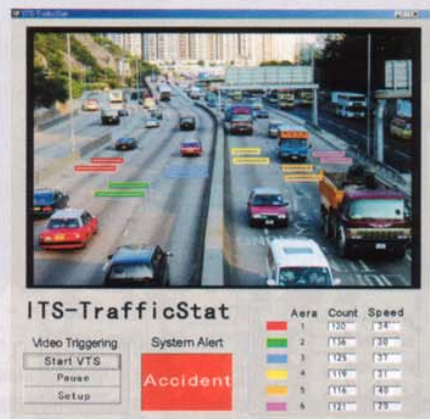 ITS-TrafficStat
ITS-TrafficStat
Aera Count Speed
1 120 34
2 136 30
3 125 37
4 119 31
5 116 40
6 121 29
Video Triggering
Start VTS
Pause
Setup
System Alert
Accident